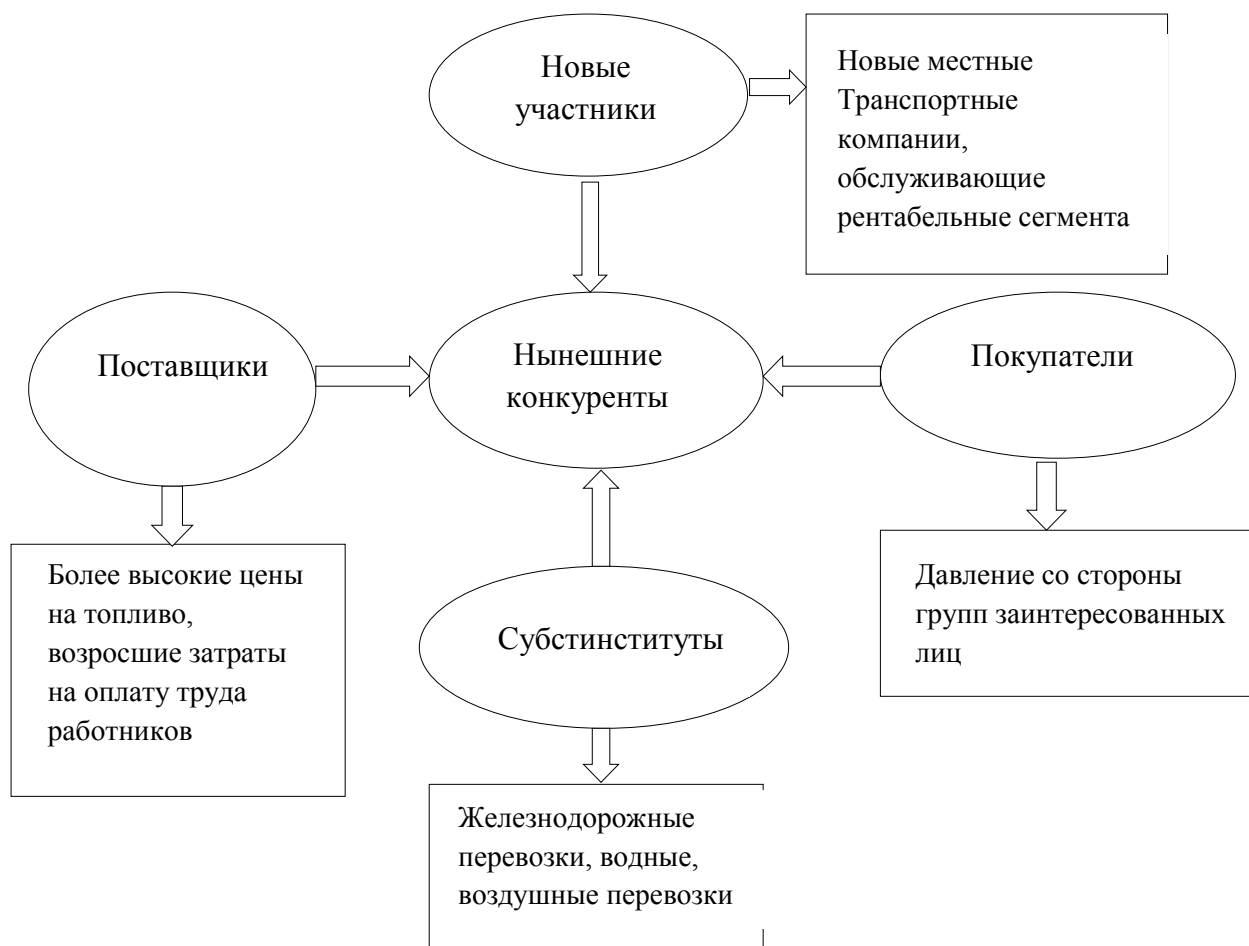 Новые
участники
Новые местные
Транспортные
компании,
обслуживающие
рентабельные сегмента
Поставщики
Нынешние
конкуренты
Покупатели
Более высокие цены
на топливо,
возросшие затраты
на оплату труда
работников
Субстинституты
Давление со стороны
групп заинтересованных
лиц
Железнодорожные
перевозки, водные,
воздушные перевозки